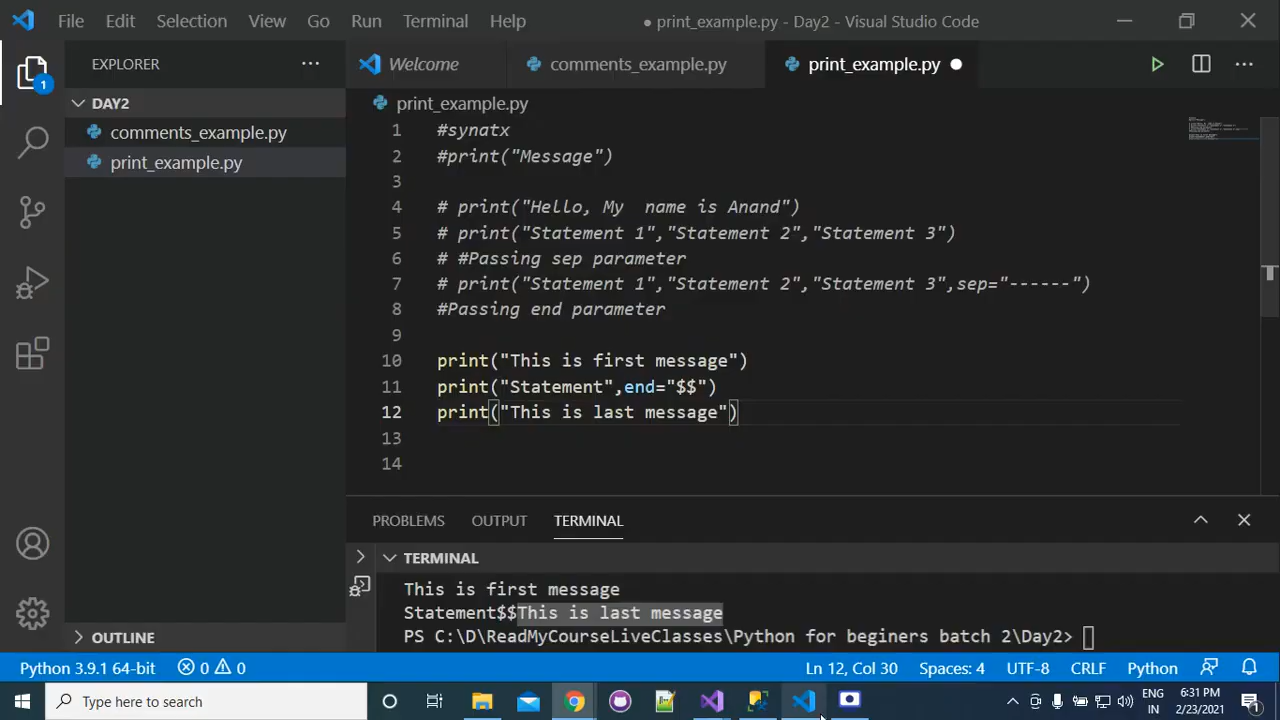 File Edit Selection View Go Run Terminal Help ● print_example.py - Day2 - Visual Studio Code
EXPLORER
Welcome
comments_example.py
print_example.py
DAY2
comments_example.py
print_example.py
OUTLINE
print_example.py
1 #synatx
2 #print("Message")
3
4 # print("Hello, My  name is Anand")
5 # print("Statement 1","Statement 2","Statement 3")
6 # #Passing sep parameter
7 # print("Statement 1","Statement 2","Statement 3",sep="------")
8 #Passing end parameter
9
10 print("This is first message")
11 print("Statement",end="$$")
12 print("This is last message")
13
14
PROBLEMS OUTPUT TERMINAL
TERMINAL
This is first message
Statement$$This is last message
PS C:\D\ReadMyCourseLiveClasses\Python for beginers batch 2\Day2>
Python 3.9.1 64-bit 0 0 Ln 12, Col 30 Spaces: 4 UTF-8 CRLF Python
Type here to search
ENG
IN
6:31 PM
2/23/2021
1
1